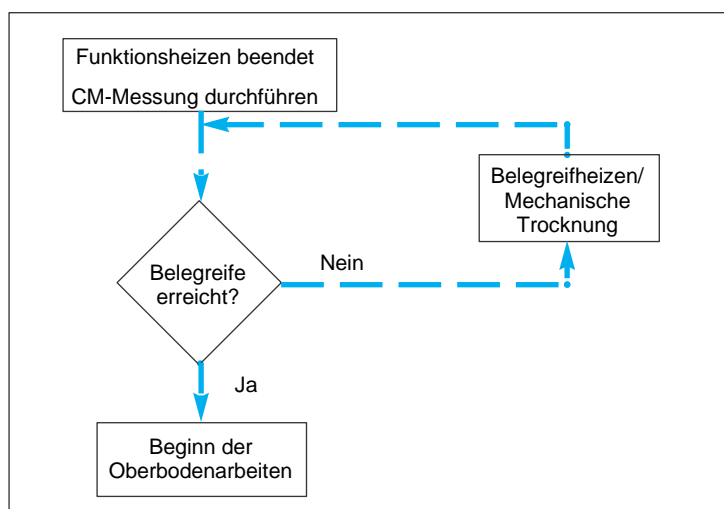 Funktionsheizen beendet
CM-Messung durchführen
Belegreifheizen/
Mechanische
Trocknung
Belegreife
erreicht?
Nein
Ja
Beginn der
Oberbodenarbeiten